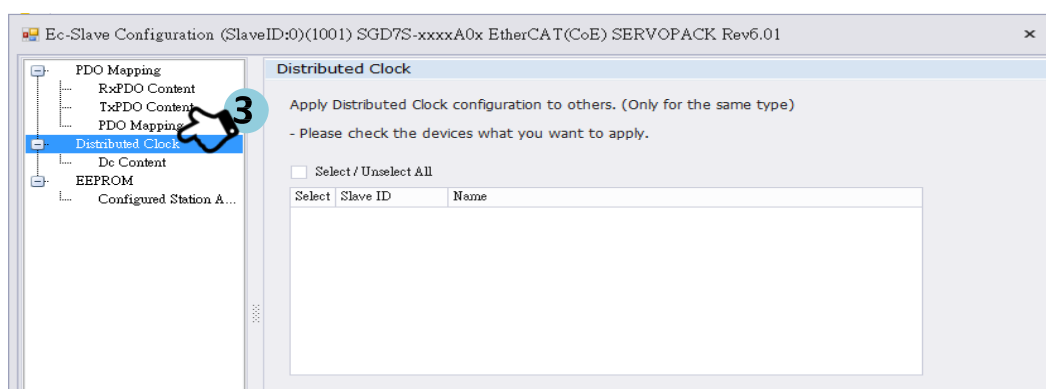 Ec-Slave Configuration (SlaveID:0)(1001) SGD7S-xxxxA0x EtherCAT(CoE) SERVOPACK Rev6.01
PDO Mapping
RxPDO Content
TxPDO Content
PDO Mapping
Distributed Clock
Dc Content
EEPROM
Configured Station A...
3
Distributed Clock
Apply Distributed Clock configuration to others. (Only for the same type)
- Please check the devices what you want to apply.
Select / Unselect All
Select Slave ID Name